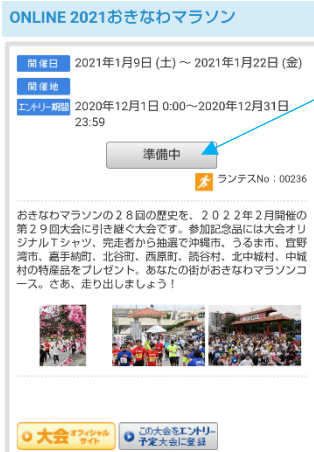 ONLINE 2021おきなわマラソン
開催日 2021年1月9日 (土) ～ 2021年1月22日 (金)
開催地
エントリー期間 2020年12月1日 0:00～2020年12月31日
23:59
準備中
ランテスNo：00236
おきなわマラソンの２８回の歴史を、２０２２年２月開催の
第２９回大会に引き継ぐ大会です。参加記念品には大会オリ
ジナルＴシャツ、完走者から抽選で沖縄市、うるま市、宜野
湾市、嘉手納町、北谷町、西原町、読谷村、北中城村、中城
村の特産品をプレゼント。あなたの街がおきなわマラソンコ
ース。さあ、走り出しましょう！
大会オフィシャルサイト
この大会をエントリー
予定大会に登録